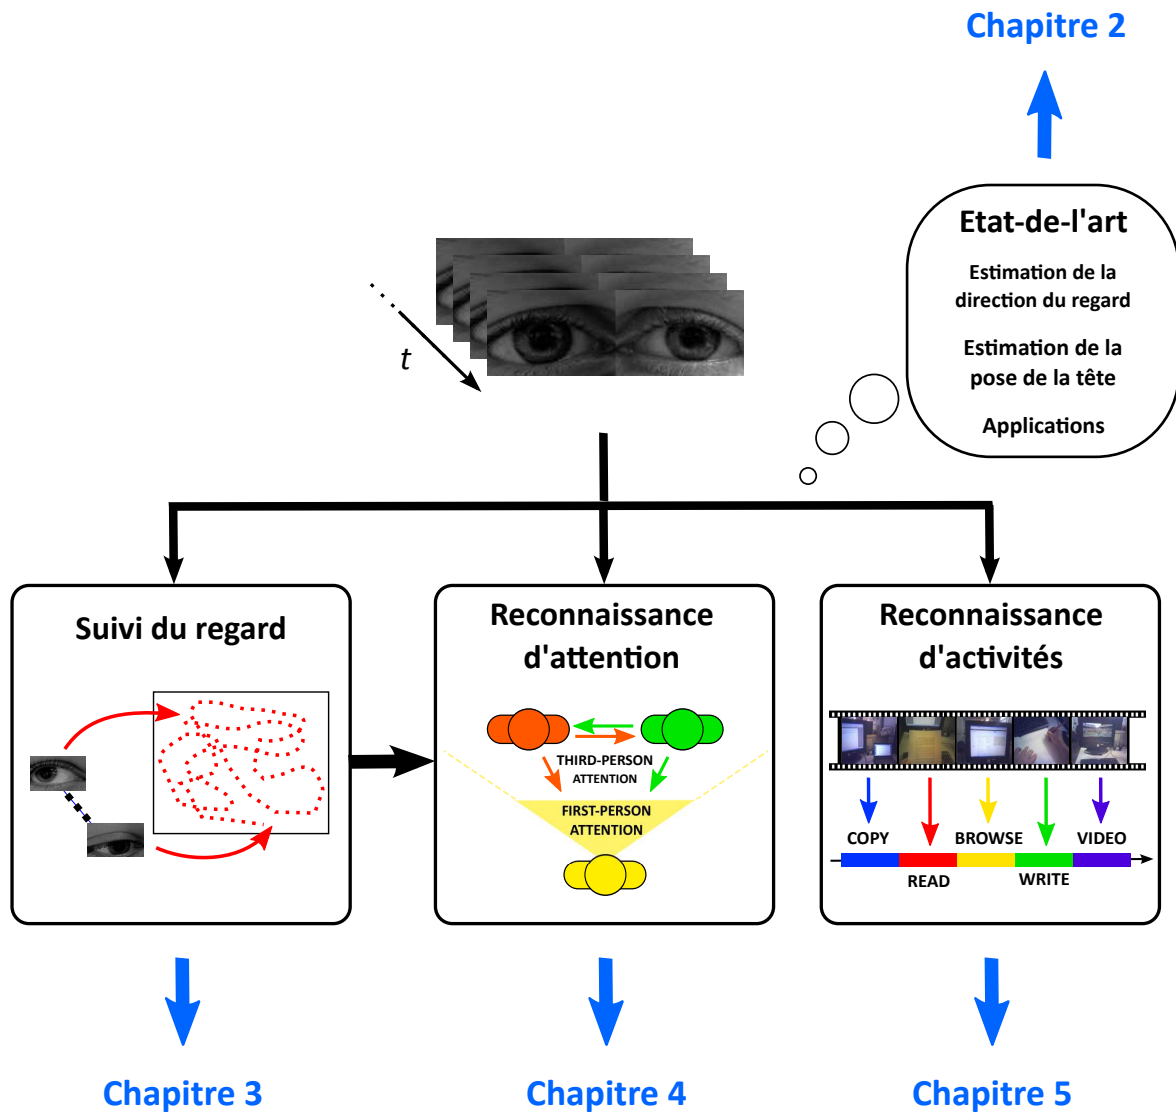 Chapitre 2
Etat-de-l'art
Estimation de la
direction du regard
Estimation de la
pose de la tête
Applications
t
Suivi du regard
Reconnaissance
d'attention
THIRD-PERSON
ATTENTION
FIRST-PERSON
ATTENTION
Reconnaissance
d'activités
COPY
BROWSE
VIDEO
READ
WRITE
Chapitre 3
Chapitre 4
Chapitre 5